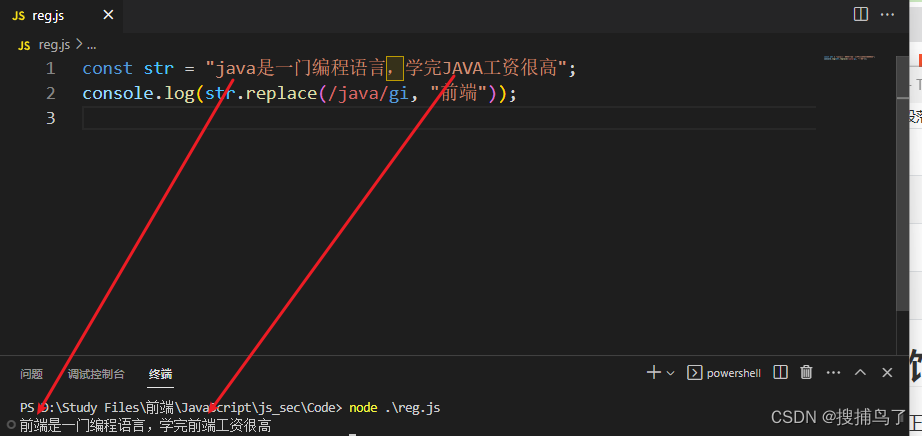 JS reg.js
JS reg.js > ...
1 const str = "java是一门编程语言，学完JAVA工资很高";
2 console.log(str.replace(/java/gi, "前端"));
3
问题 调试控制台 终端 powershell
PS D:\Study Files\前端\JavaScript\js_sec\Code> node .\reg.js
前端是一门编程语言，学完前端工资很高
CSDN @搜捕鸟了